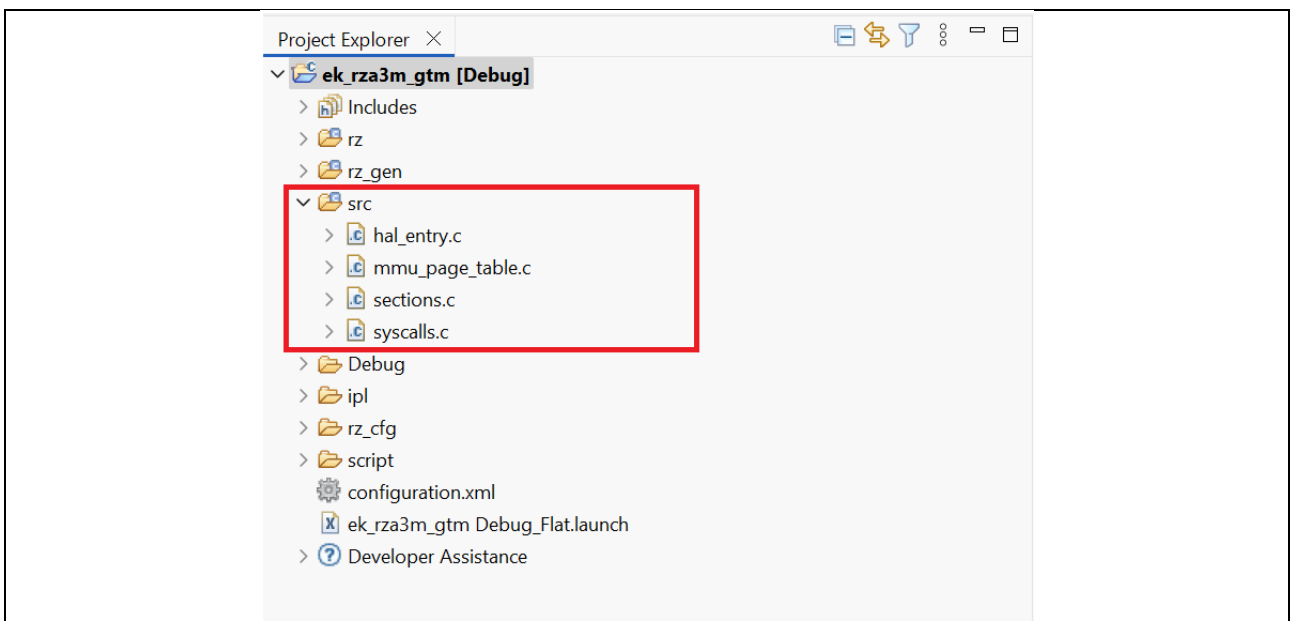 Project Explorer
ek_rza3m_gtm [Debug]
Includes
rz
rz_gen
src
hal_entry.c
mmu_page_table.c
sections.c
syscalls.c
Debug
ipl
rz_cfg
script
configuration.xml
ek_rza3m_gtm Debug_Flat.launch
Developer Assistance